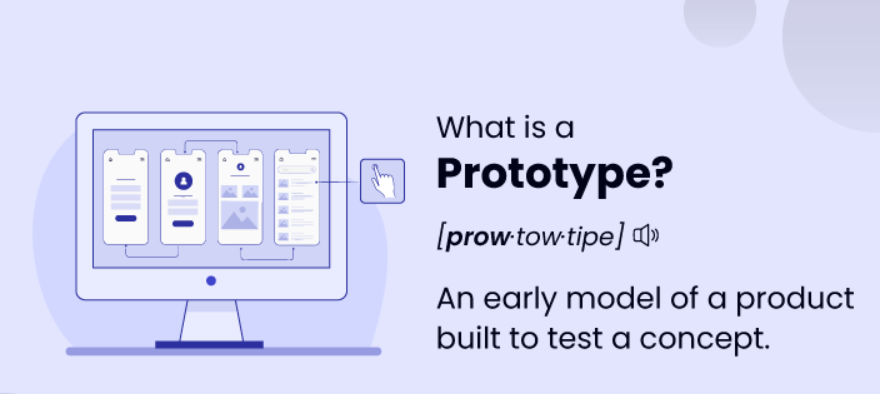 What is a
Prototype?
[prow·tow·tipe]
An early model of a product
built to test a concept.